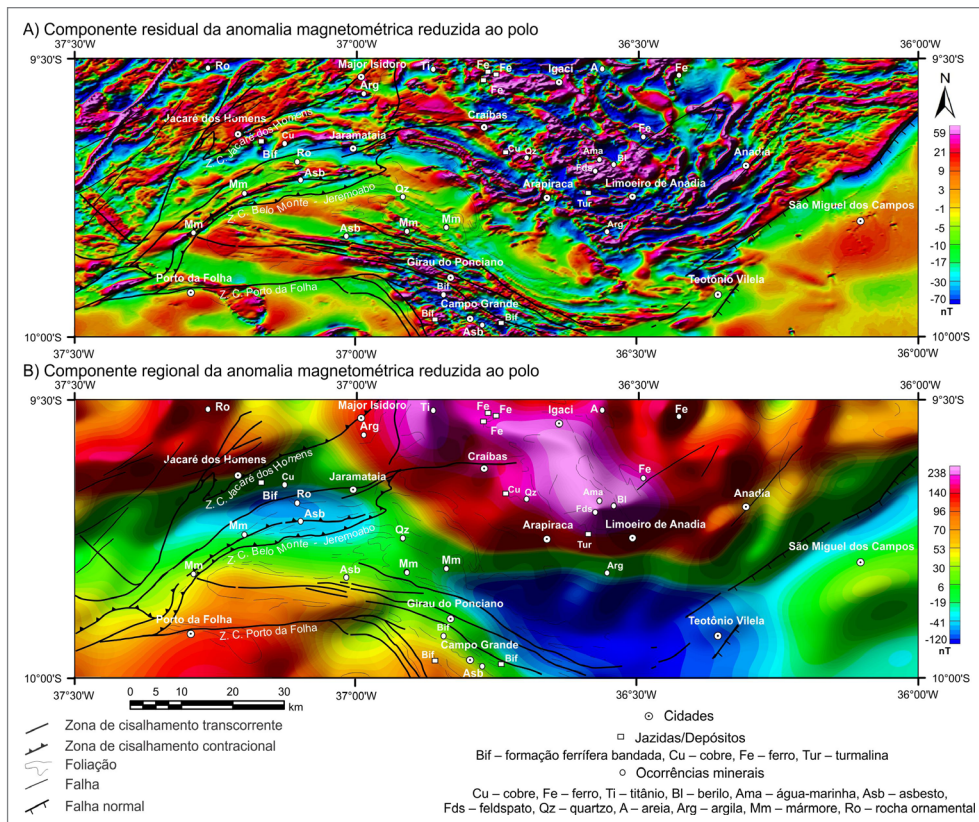 A) Componente residual da anomalia magnetométrica reduzida ao polo
37°30'W 37°00'W 36°30'W 36°00'W
9°30'S 9°30'S
Ro Major Isidoro Ti Fe Fe Igaci A Fe
Arg Fe
N
Jacaré dos Homens Craíbas
Z. C. Jacaré dos Homens Cu Jaramataia Fe
Bif Ro Cu Qz Ama Bl Anadia
Asb Fds
Mm Qz Arapiraca Limoeiro de Anadia
Z. C. Belo Monte - Jeremoabo Tur
Mm Mm Mm São Miguel dos Campos
Asb Arg
Girau do Ponciano
Porto da Folha Bif Teotônio Vilela
Z. C. Porto da Folha Campo Grande
Bif Bif
Asb
59
21
9
3
-1
-5
-10
-17
-30
-70
nT
10°00'S 10°00'S
37°30'W 37°00'W 36°30'W 36°00'W
B) Componente regional da anomalia magnetométrica reduzida ao polo
9°30'S 9°30'S
Ro Major Isidoro Ti Fe Fe Igaci A Fe
Arg Fe
Jacaré dos Homens Craíbas
Z. C. Jacaré dos Homens Cu Jaramataia Fe
Bif Ro Cu Qz Ama Bl Anadia
Asb Fds
Mm Qz Arapiraca Limoeiro de Anadia
Z. C. Belo Monte - Jeremoabo Tur
Mm Asb Mm Mm Arg São Miguel dos Campos
Girau do Ponciano
Porto da Folha Bif Teotônio Vilela
Z. C. Porto da Folha Campo Grande
Bif Bif
Asb
238
140
96
70
53
30
6
-19
-41
-120
nT
10°00'S 10°00'S
37°30'W 37°00'W 36°30'W 36°00'W
0 5 10 20 30
km
Zona de cisalhamento transcorrente
Zona de cisalhamento contracional
Foliação
Falha
Falha normal
Cidades
Jazidas/Depósitos
Bif – formação ferrífera bandada, Cu – cobre, Fe – ferro, Tur – turmalina
Ocorrências minerais
Cu – cobre, Fe – ferro, Ti – titânio, Bl – berilo, Ama – água-marinha, Asb – asbesto,
Fds – feldspato, Qz – quartzo, A – areia, Arg – argila, Mm – mármore, Ro – rocha ornamental